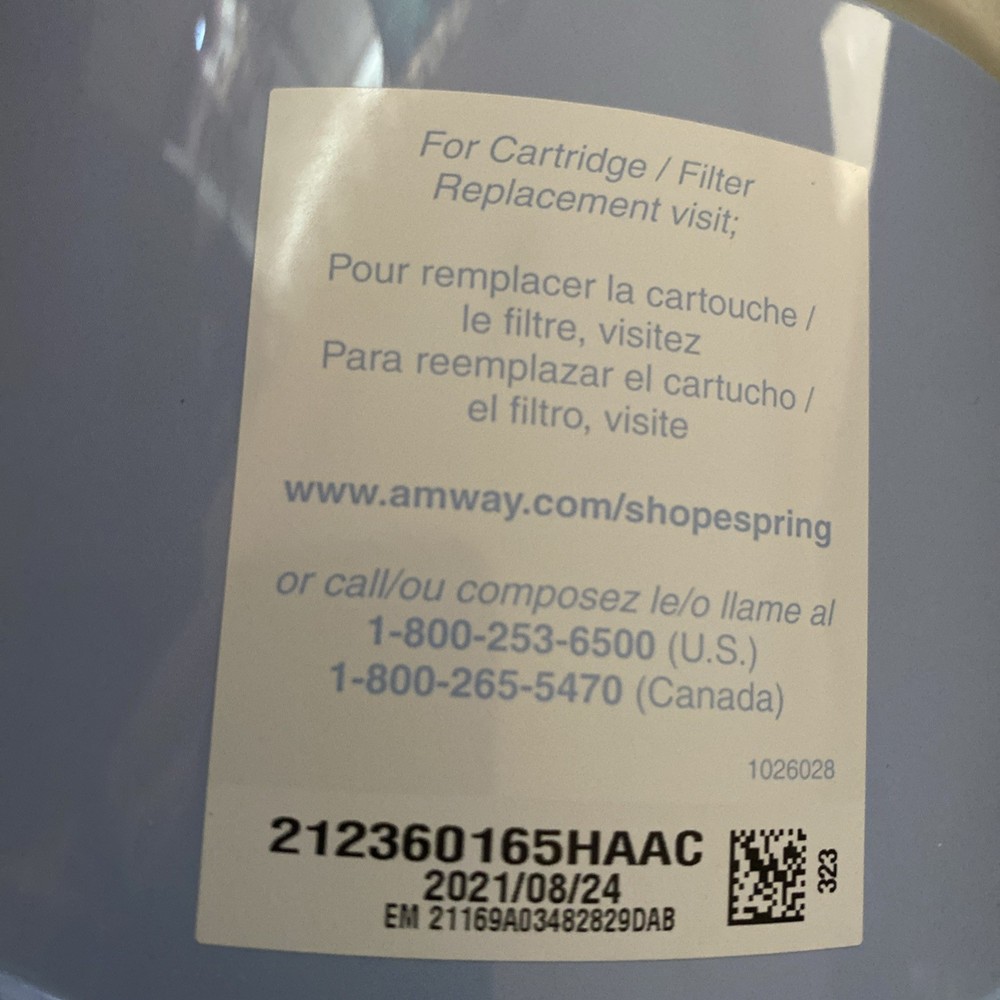 For Cartridge / Filter
Replacement visit;
Pour remplacer la cartouche /
le filtre, visitez
Para reemplazar el cartucho /
el filtro, visite
www.amway.com/shopespring
or call/ou composez le/o llame al
1-800-253-6500 (U.S.)
1-800-265-5470 (Canada)
1026028
212360165HAAC
2021/08/24
EM 21169A03482829DAB
323